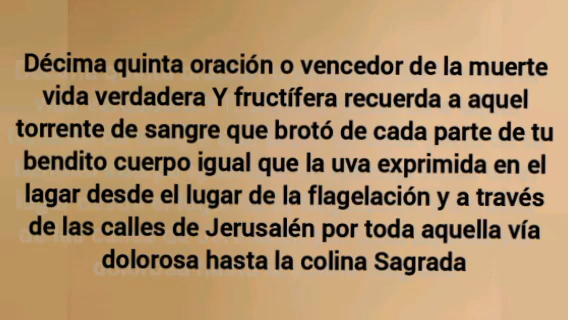 Décima quinta oración o vencedor de la muerte
vida verdadera Y fructífera recuerda a aquel
torrente de sangre que brotó de cada parte de tu
bendito cuerpo igual que la uva exprimida en el
lagar desde el lugar de la flagelación y a través
de las calles de Jerusalén por toda aquella vía
dolorosa hasta la colina Sagrada